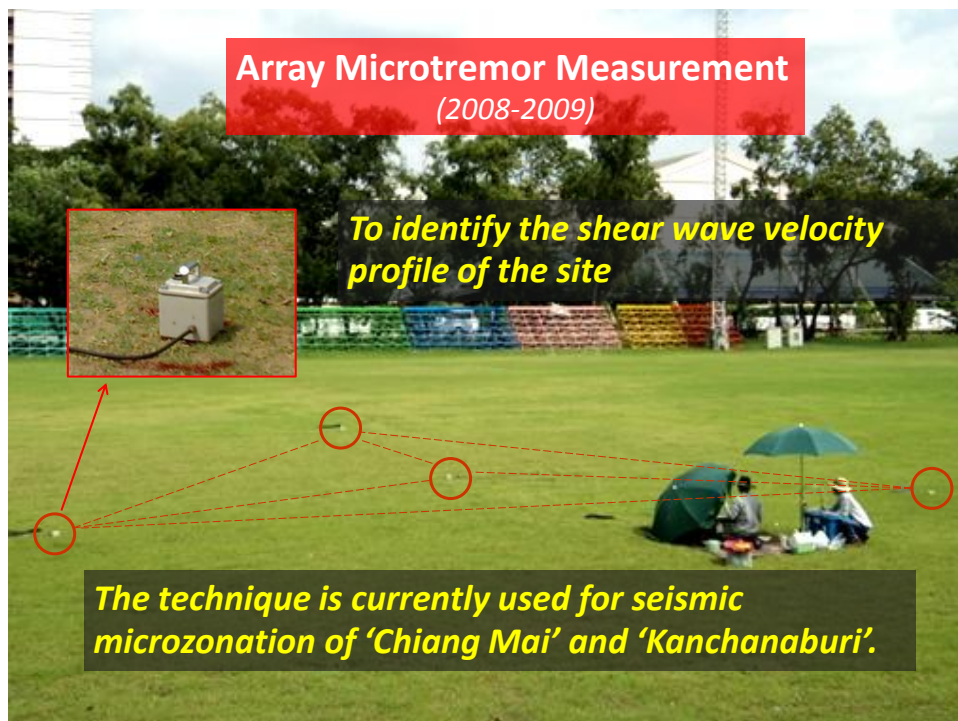 Array Microtremor Measurement
(2008-2009)
To identify the shear wave velocity
profile of the site
The technique is currently used for seismic
microzonation of ‘Chiang Mai’ and ‘Kanchanaburi’.